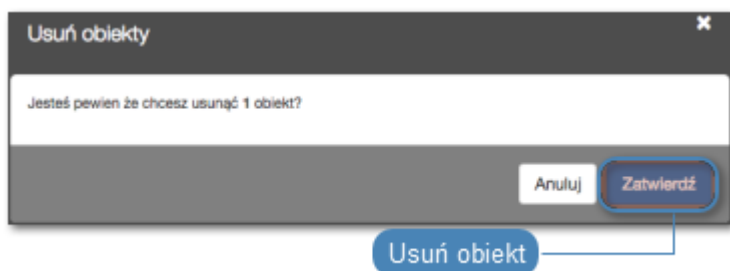 Usuń obiekty
Jesteś pewien że chcesz usunąć 1 obiekt?
Anuluj Zatwierdź
Usuń obiekt